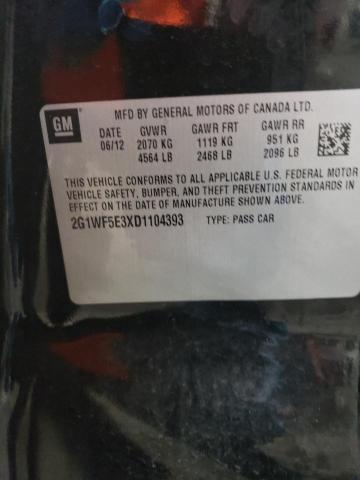 MFD BY GENERAL MOTORS OF CANADA LTD.
GM
DATE GVWR GAWR FRT GAWR RR
06/12 2070 KG 1119 KG 951 KG
4564 LB 2468 LB 2096 LB
THIS VEHICLE CONFORMS TO ALL APPLICABLE U.S. FEDERAL MOTOR
VEHICLE SAFETY, BUMPER, AND THEFT PREVENTION STANDARDS IN
EFFECT ON THE DATE OF MANUFACTURE SHOWN ABOVE.
2G1WF5E3XD1104393 TYPE: PASS CAR